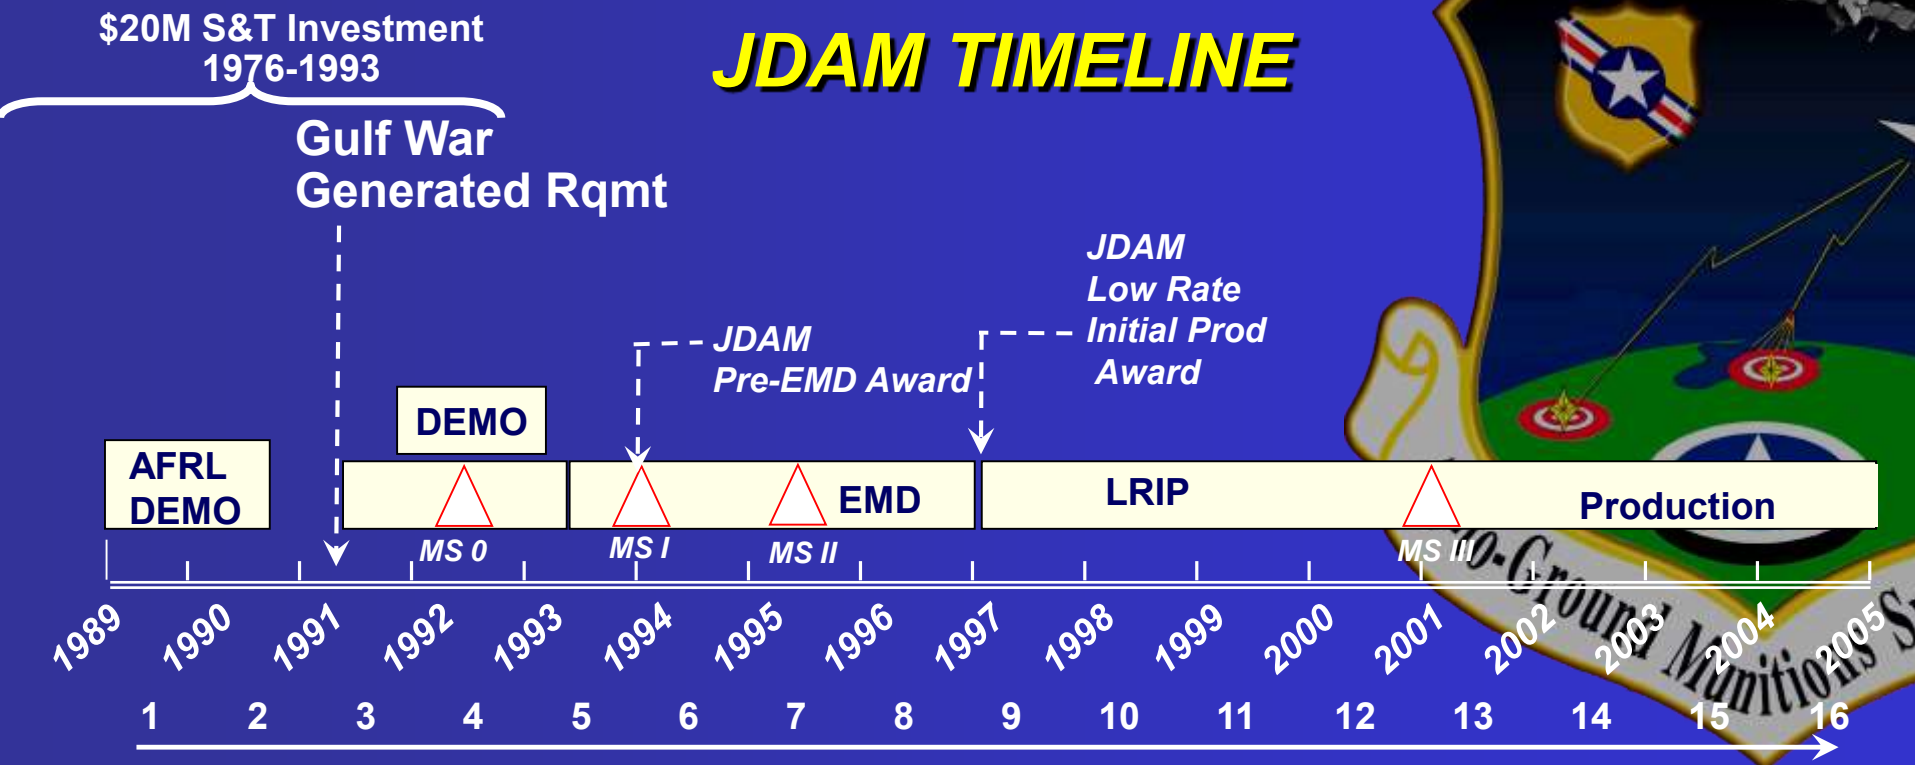 $20M S&T Investment
1976-1993
JDAM TIMELINE
Gulf War
Generated Rqmt
JDAM
Low Rate
Initial Prod
Award
JDAM
Pre-EMD Award
DEMO
AFRL
DEMO
EMD
LRIP
Production
MS 0
MS I
MS II
MS III
-Ground Munitions
1989 1990 1991 1992 1993 1994 1995 1996 1997 1998 1999 2000 2001 2002 2003 2004 2005
1 2 3 4 5 6 7 8 9 10 11 12 13 14 15 16